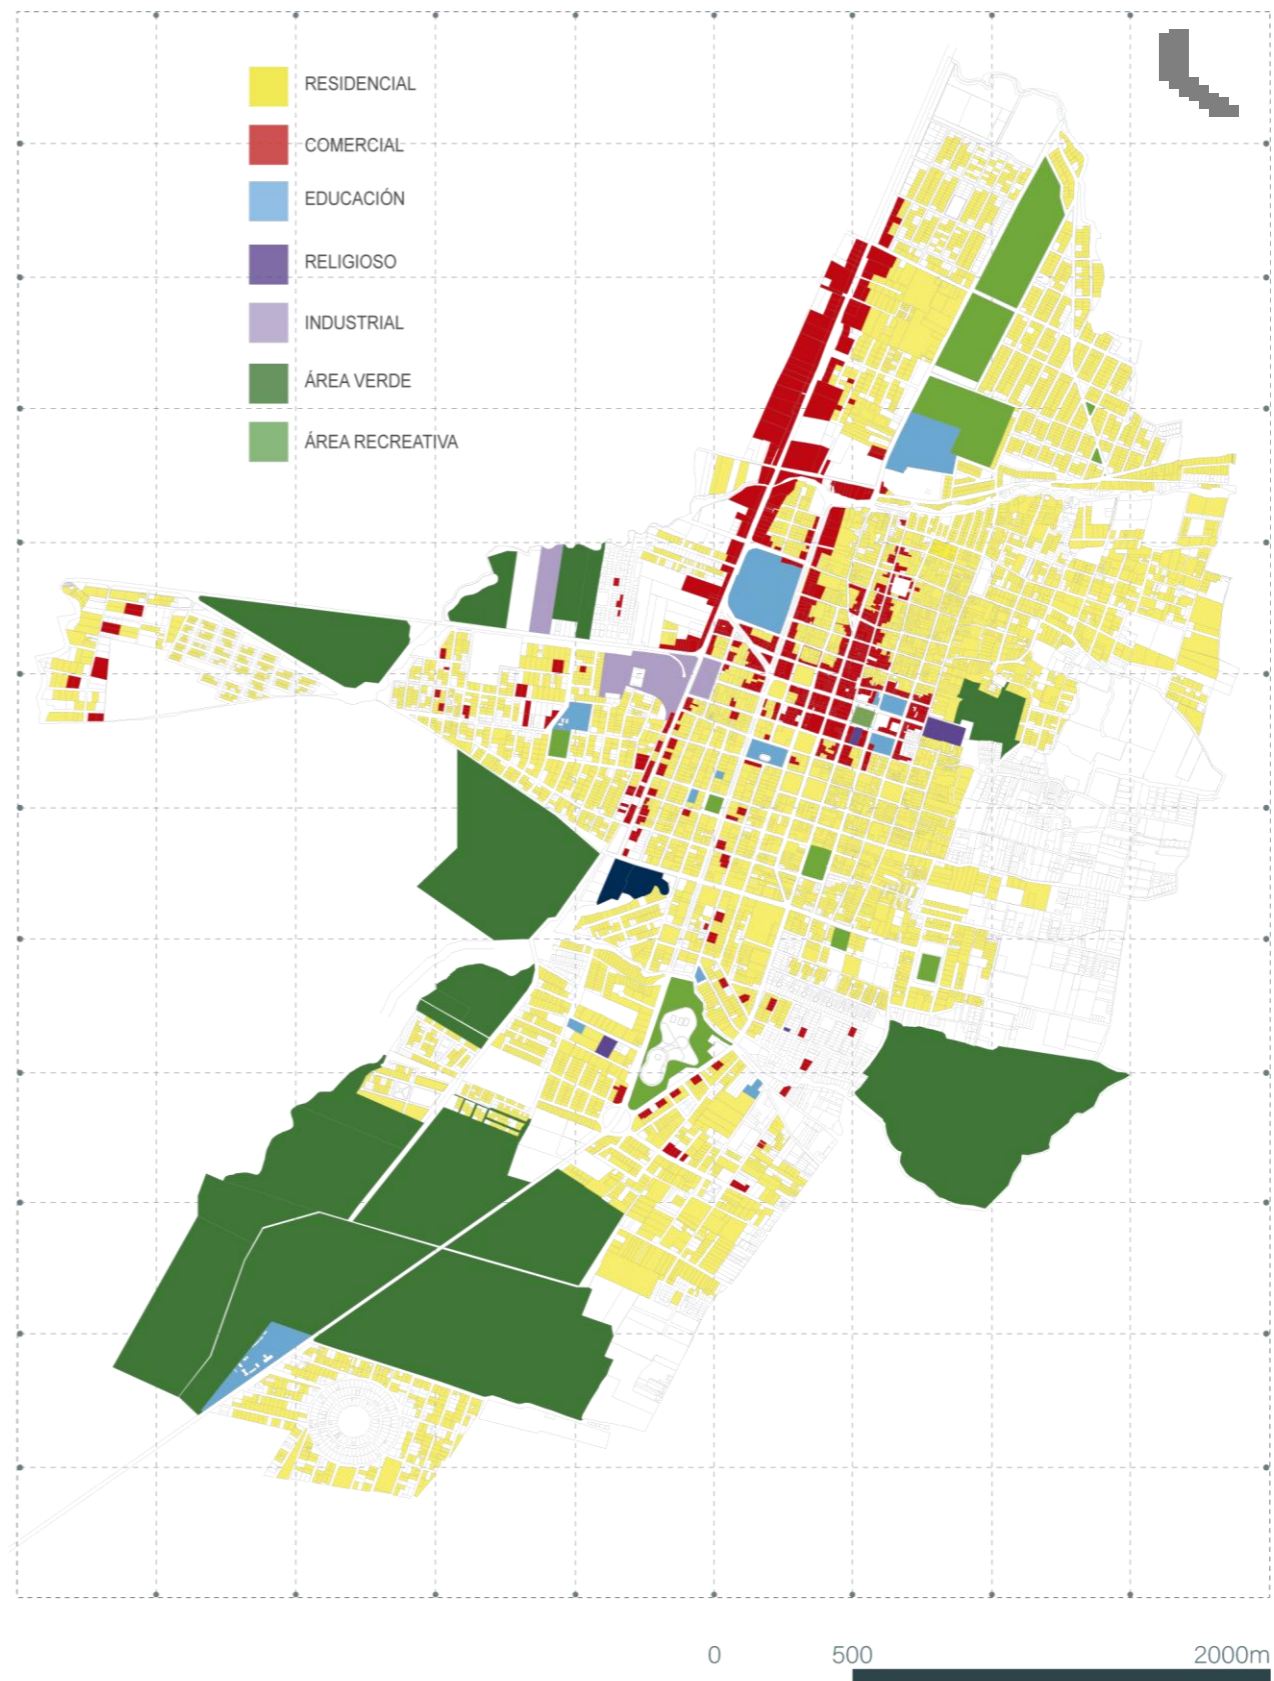 RESIDENCIAL
COMERCIAL
EDUCACIÓN
RELIGIOSO
INDUSTRIAL
ÁREA VERDE
ÁREA RECREATIVA
0 500 2000m